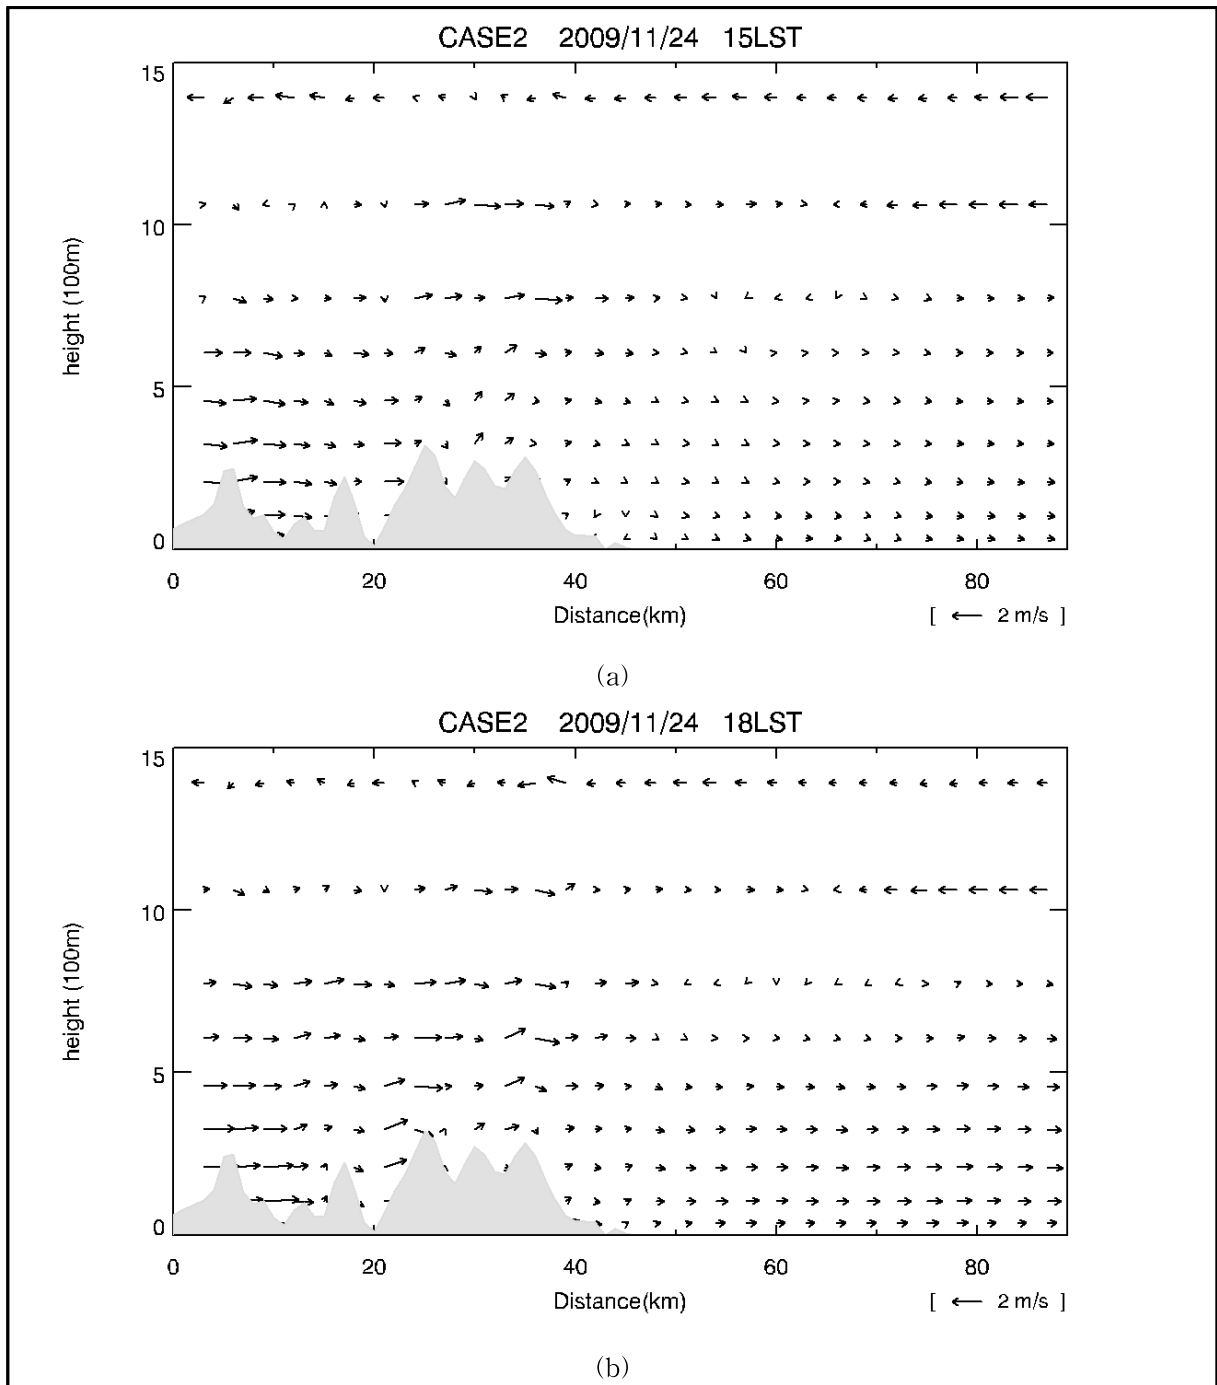 CASE2 2009/11/24 15LST
15
10
5
0
height (100m)
0 20 40 60 80
Distance(km)
[ ← 2 m/s ]
(a)
CASE2 2009/11/24 18LST
15
10
5
0
height (100m)
0 20 40 60 80
Distance(km)
[ ← 2 m/s ]
(b)